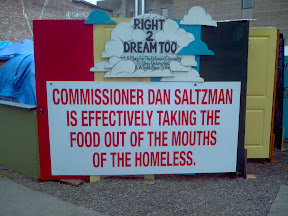 RIGHT
2
DREAM TOO
COMMISSIONER DAN SALTZMAN
IS EFFECTIVELY TAKING THE
FOOD OUT OF THE MOUTHS
OF THE HOMELESS.